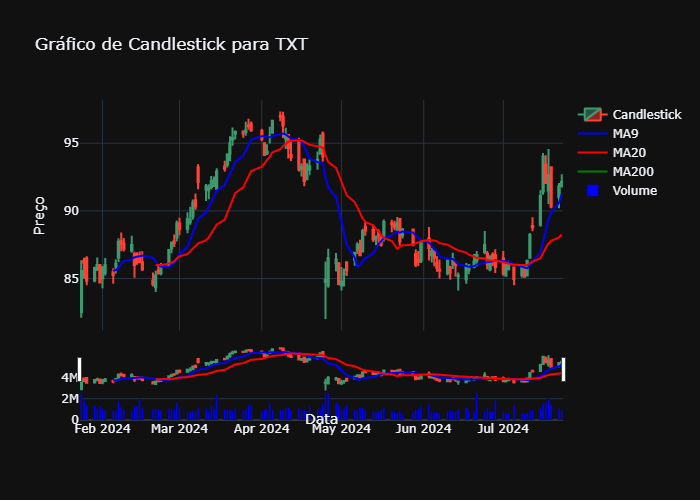 Gráfico de Candlestick para TXT
Candlestick
MA9
MA20
MA200
Volume
95
90
85
Preço
4M
2M
0
Data
Feb 2024
Mar 2024
Apr 2024
May 2024
Jun 2024
Jul 2024